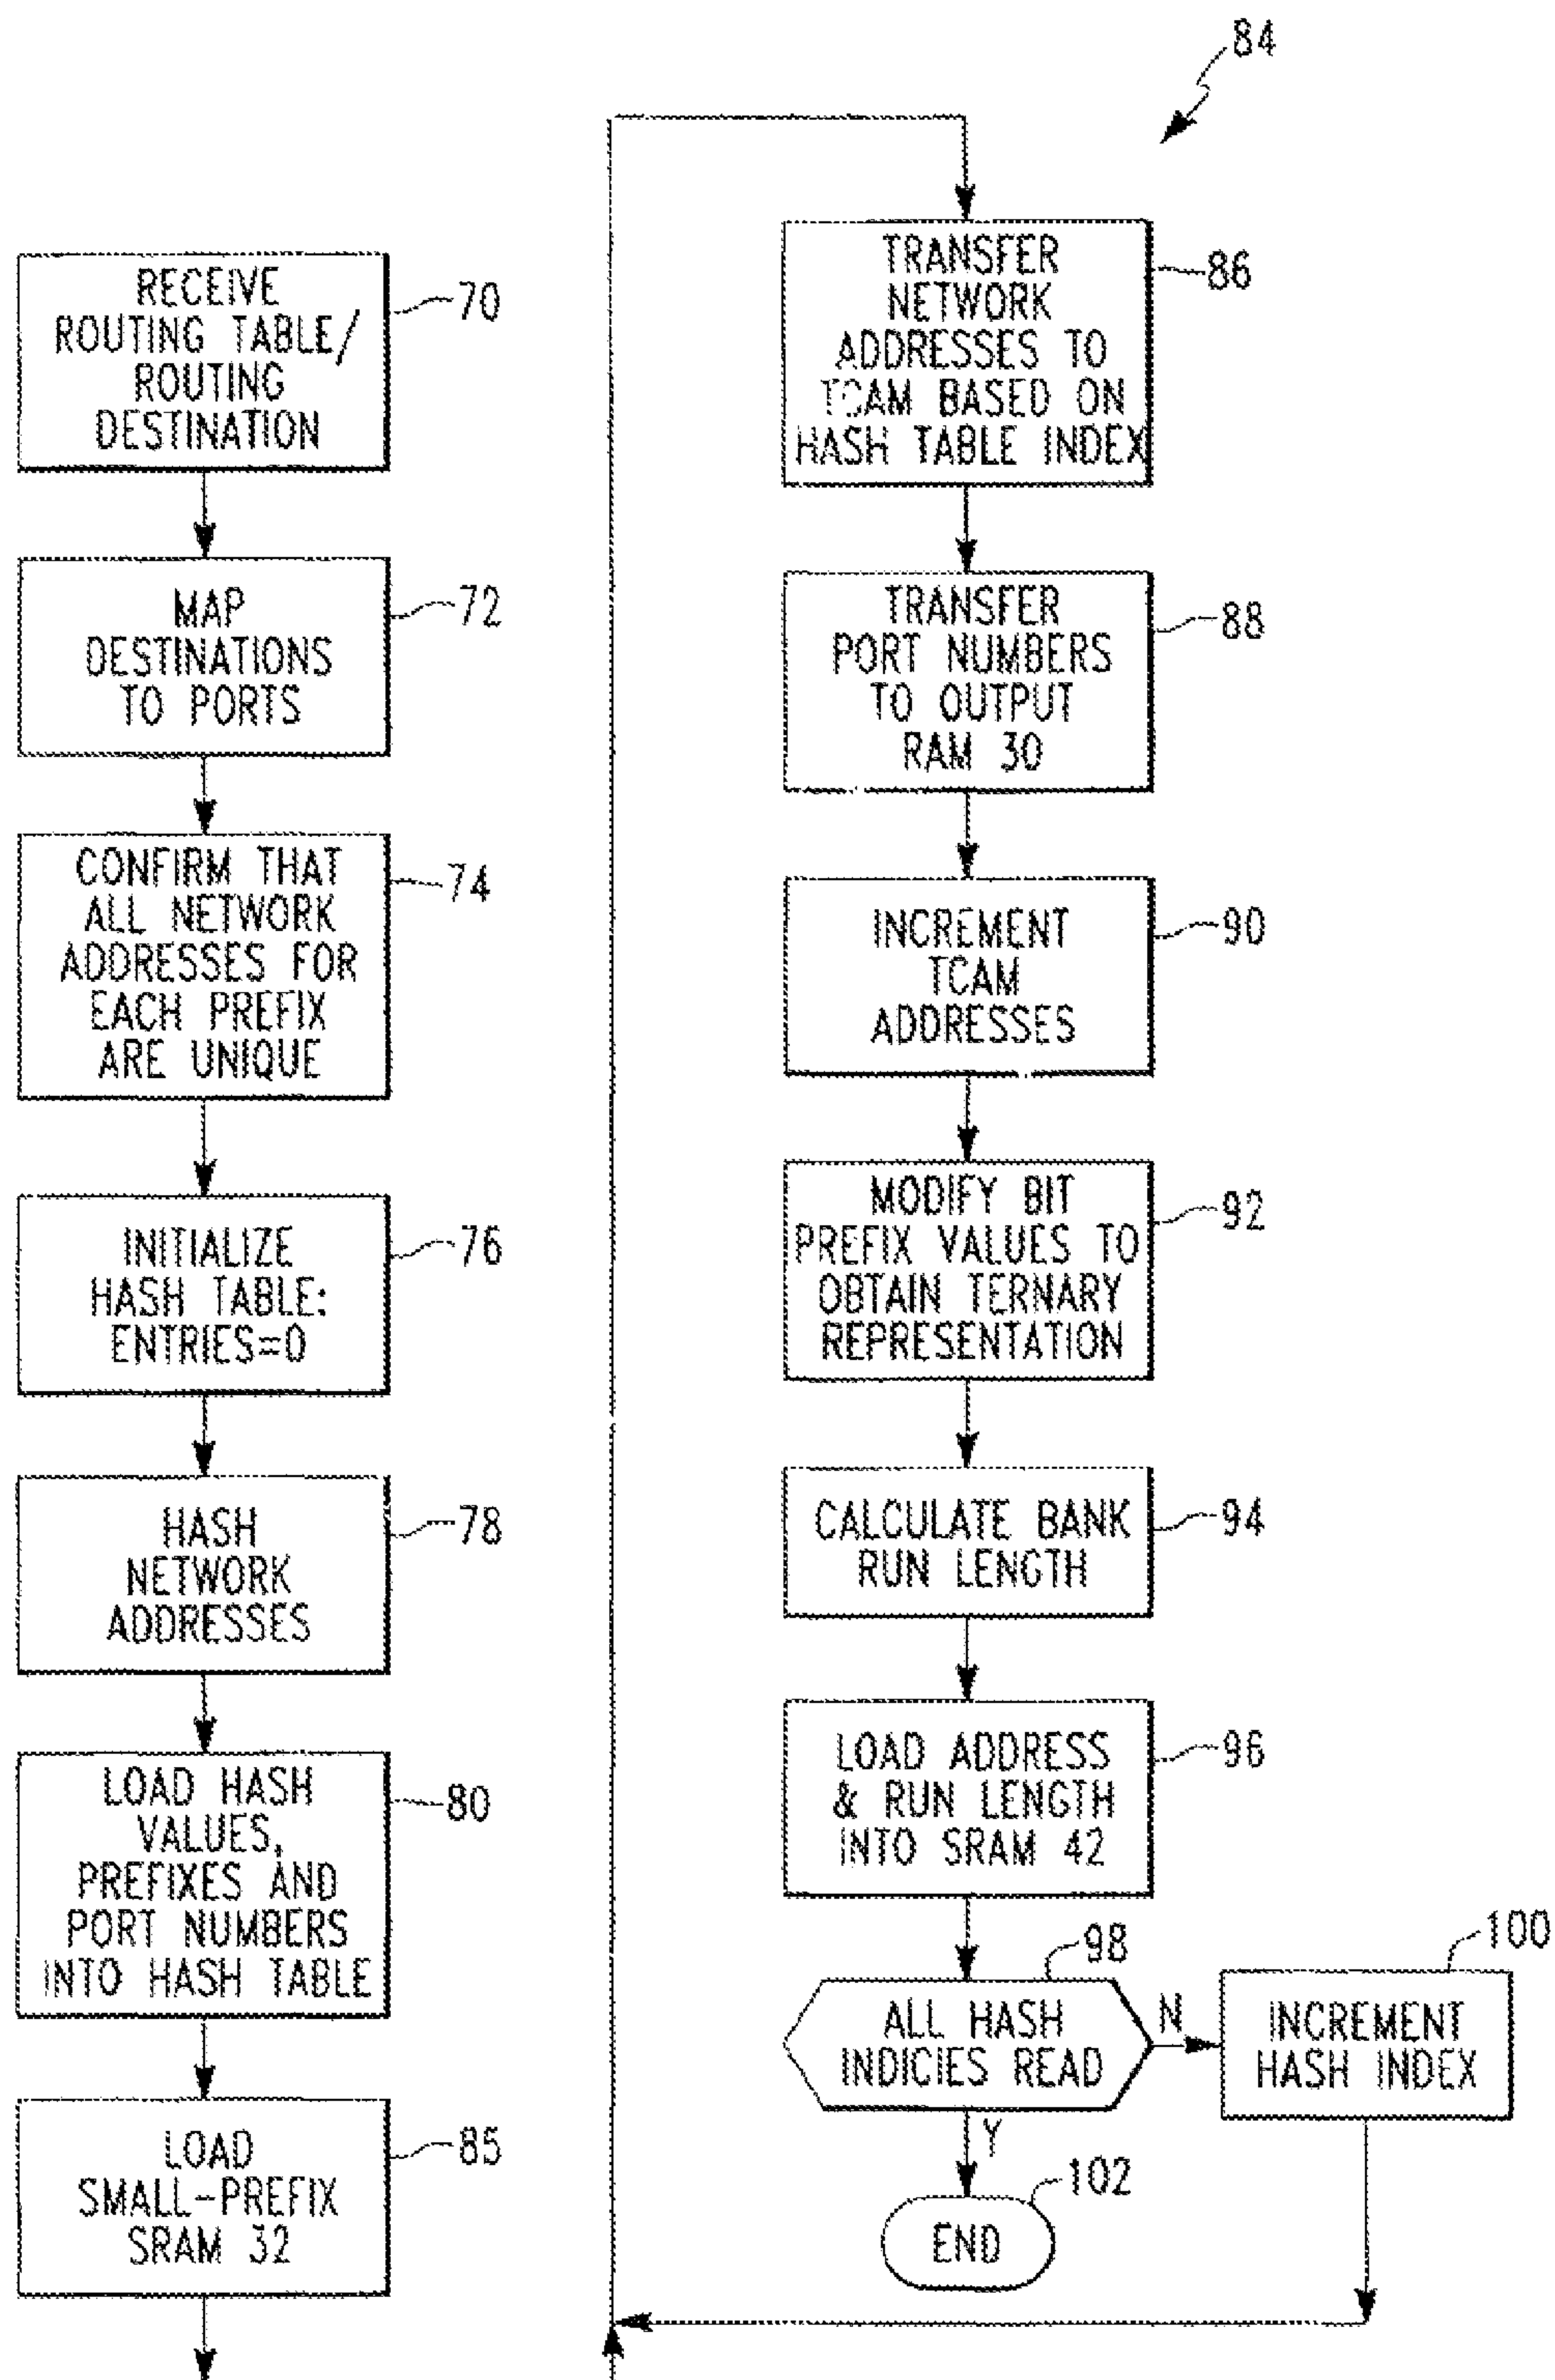 84
RECEIVE
ROUTING TABLE/
ROUTING
DESTINATION
70
MAP
DESTINATIONS
TO PORTS
72
CONFIRM THAT
ALL NETWORK
ADDRESSES FOR
EACH PREFIX
ARE UNIQUE
74
INITIALIZE
HASH TABLE:
ENTRIES=0
76
HASH
NETWORK
ADDRESSES
78
LOAD HASH
VALUES,
PREFIXES AND
PORT NUMBERS
INTO HASH TABLE
80
LOAD
SMALL-PREFIX
SRAM 32
85
TRANSFER
NETWORK
ADDRESSES TO
TCAM BASED ON
HASH TABLE INDEX
86
TRANSFER
PORT NUMBERS
TO OUTPUT
RAM 30
88
INCREMENT
TCAM
ADDRESSES
90
MODIFY BIT
PREFIX VALUES TO
OBTAIN TERNARY
REPRESENTATION
92
CALCULATE BANK
RUN LENGTH
94
LOAD ADDRESS
& RUN LENGTH
INTO SRAM 42
96
ALL HASH
INDICIES READ
98
N
INCREMENT
HASH INDEX
100
Y
END
102